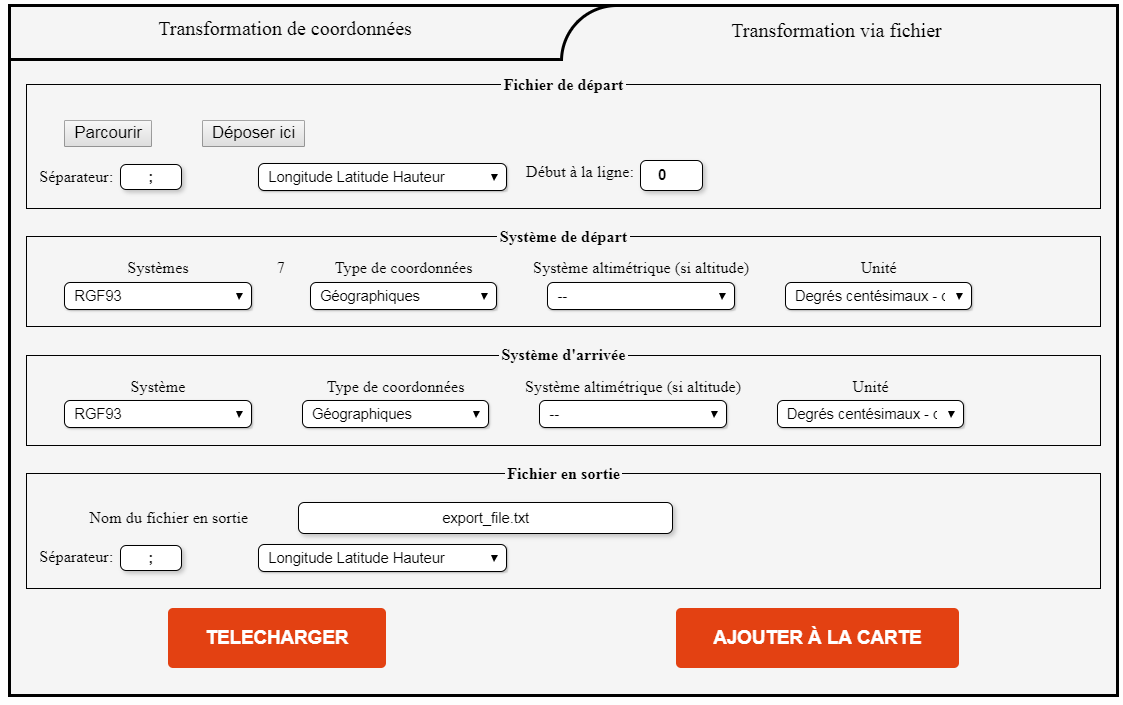 Transformation de coordonnées
Transformation via fichier
Fichier de départ
Parcourir
Déposer ici
Séparateur: ;
Longitude Latitude Hauteur
Début à la ligne: 0
Système de départ
Systèmes 7 Type de coordonnées Système altimétrique (si altitude) Unité
RGF93 Géographiques -- Degrés centésimaux -
Système d'arrivée
Système Type de coordonnées Système altimétrique (si altitude) Unité
RGF93 Géographiques -- Degrés centésimaux -
Fichier en sortie
Nom du fichier en sortie export_file.txt
Séparateur: ; Longitude Latitude Hauteur
TELECHARGER
AJOUTER À LA CARTE